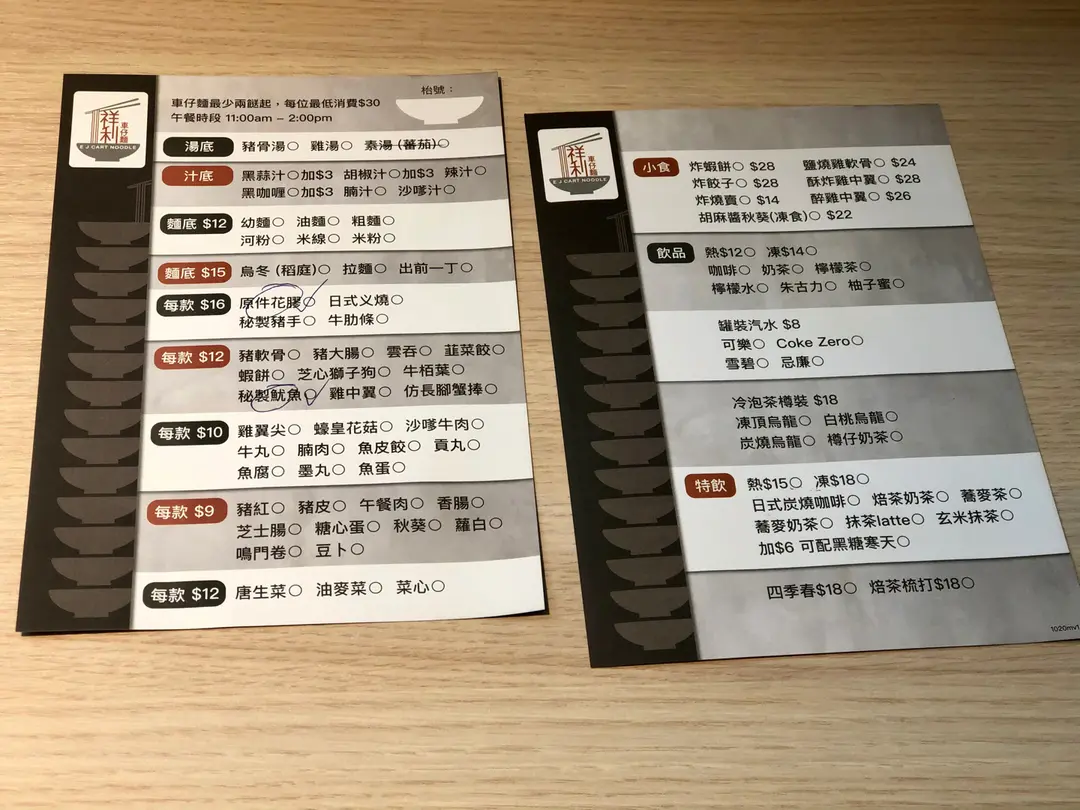 祥利
車仔麵
E J CART NOODLE
枱號：
車仔麵最少兩餸起，每位最低消費$30
午餐時段 11:00am – 2:00pm
湯底 豬骨湯○ 雞湯○ 素湯(蕃茄)○
汁底 黑蒜汁○加$3 胡椒汁○加$3 辣汁○
黑咖喱○加$3 腩汁○ 沙嗲汁○
麵底 $12 幼麵○ 油麵○ 粗麵○
河粉○ 米線○ 米粉○
麵底 $15 烏冬(稻庭)○ 拉麵○ 出前一丁○
每款 $16 原件花膠○ 日式义燒○
秘製豬手○ 牛肋條○
每款 $12 豬軟骨○ 豬大腸○ 雲吞○ 韮菜餃○
蝦餅○ 芝心獅子狗○ 牛栢葉○
秘製魷魚○ 雞中翼○ 仿長腳蟹捧○
每款 $10 雞翼尖○ 蠔皇花菇○ 沙嗲牛肉○
牛丸○ 腩肉○ 魚皮餃○ 貢丸○
魚腐○ 墨丸○ 魚蛋○
每款 $9 豬紅○ 豬皮○ 午餐肉○ 香腸○
芝士腸○ 糖心蛋○ 秋葵○ 蘿白○
鳴門卷○ 豆卜○
每款 $12 唐生菜○ 油麥菜○ 菜心○
祥利
車仔麵
E J CART NOODLE
小食 炸蝦餅○ $28 鹽燒雞軟骨○ $24
炸餃子○ $28 酥炸雞中翼○ $28
炸燒賣○ $14 醉雞中翼○ $26
胡麻醬秋葵(凍食)○ $22
飲品 熱$12○ 凍$14○
咖啡○ 奶茶○ 檸檬茶○
檸檬水○ 朱古力○ 柚子蜜○
罐裝汽水 $8
可樂○ Coke Zero○
雪碧○ 忌廉○
冷泡茶樽裝 $18
凍頂烏龍○ 白桃烏龍○
炭燒烏龍○ 樽仔奶茶○
特飲 熱$15○ 凍$18○
日式炭燒咖啡○ 焙茶奶茶○ 蕎麥茶○
蕎麥奶茶○ 抹茶latte○ 玄米抹茶○
加$6 可配黑糖寒天○
四季春$18○ 焙茶梳打$18○
1020mv1